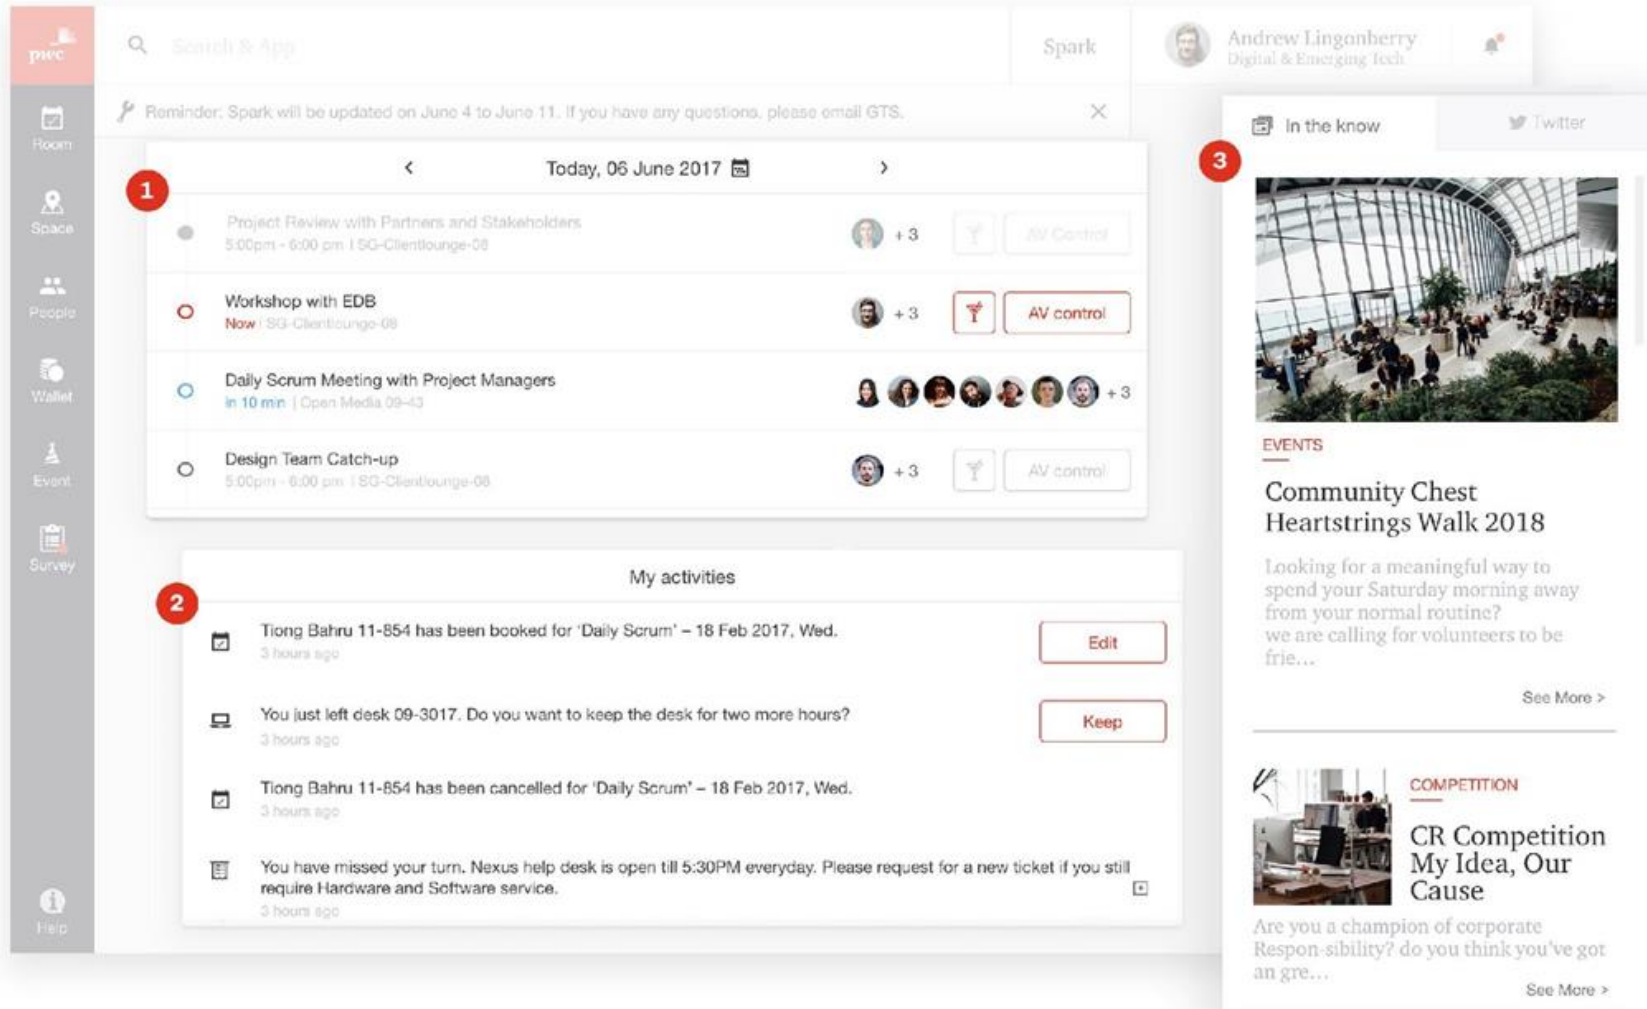 pwc
Search & App
Spark
Andrew Lingonberry
Digital & Emerging Tech
Reminder: Spark will be updated on June 4 to June 11. If you have any questions, please email GTS.
Room
Space
People
Wallet
Event
Survey
Help
1
Today, 06 June 2017
Project Review with Partners and Stakeholders
5:00pm - 6:00 pm | SG-Clientlounge-08
+ 3
AV Control
Workshop with EDB
Now | SG-Clientlounge-08
+ 3
AV control
Daily Scrum Meeting with Project Managers
in 10 min | Open Media 09-43
+ 3
Design Team Catch-up
5:00pm - 6:00 pm | SG-Clientlounge-08
+ 3
AV control
2
My activities
Tiong Bahru 11-854 has been booked for 'Daily Scrum' – 18 Feb 2017, Wed.
3 hours ago
Edit
You just left desk 09-3017. Do you want to keep the desk for two more hours?
3 hours ago
Keep
Tiong Bahru 11-854 has been cancelled for 'Daily Scrum' – 18 Feb 2017, Wed.
3 hours ago
You have missed your turn. Nexus help desk is open till 5:30PM everyday. Please request for a new ticket if you still
require Hardware and Software service.
3 hours ago
3
In the know
Twitter
EVENTS
Community Chest
Heartstrings Walk 2018
Looking for a meaningful way to
spend your Saturday morning away
from your normal routine?
we are calling for volunteers to be
frie...
See More >
COMPETITION
CR Competition
My Idea, Our
Cause
Are you a champion of corporate
Respon-sibility? do you think you've got
an gre...
See More >